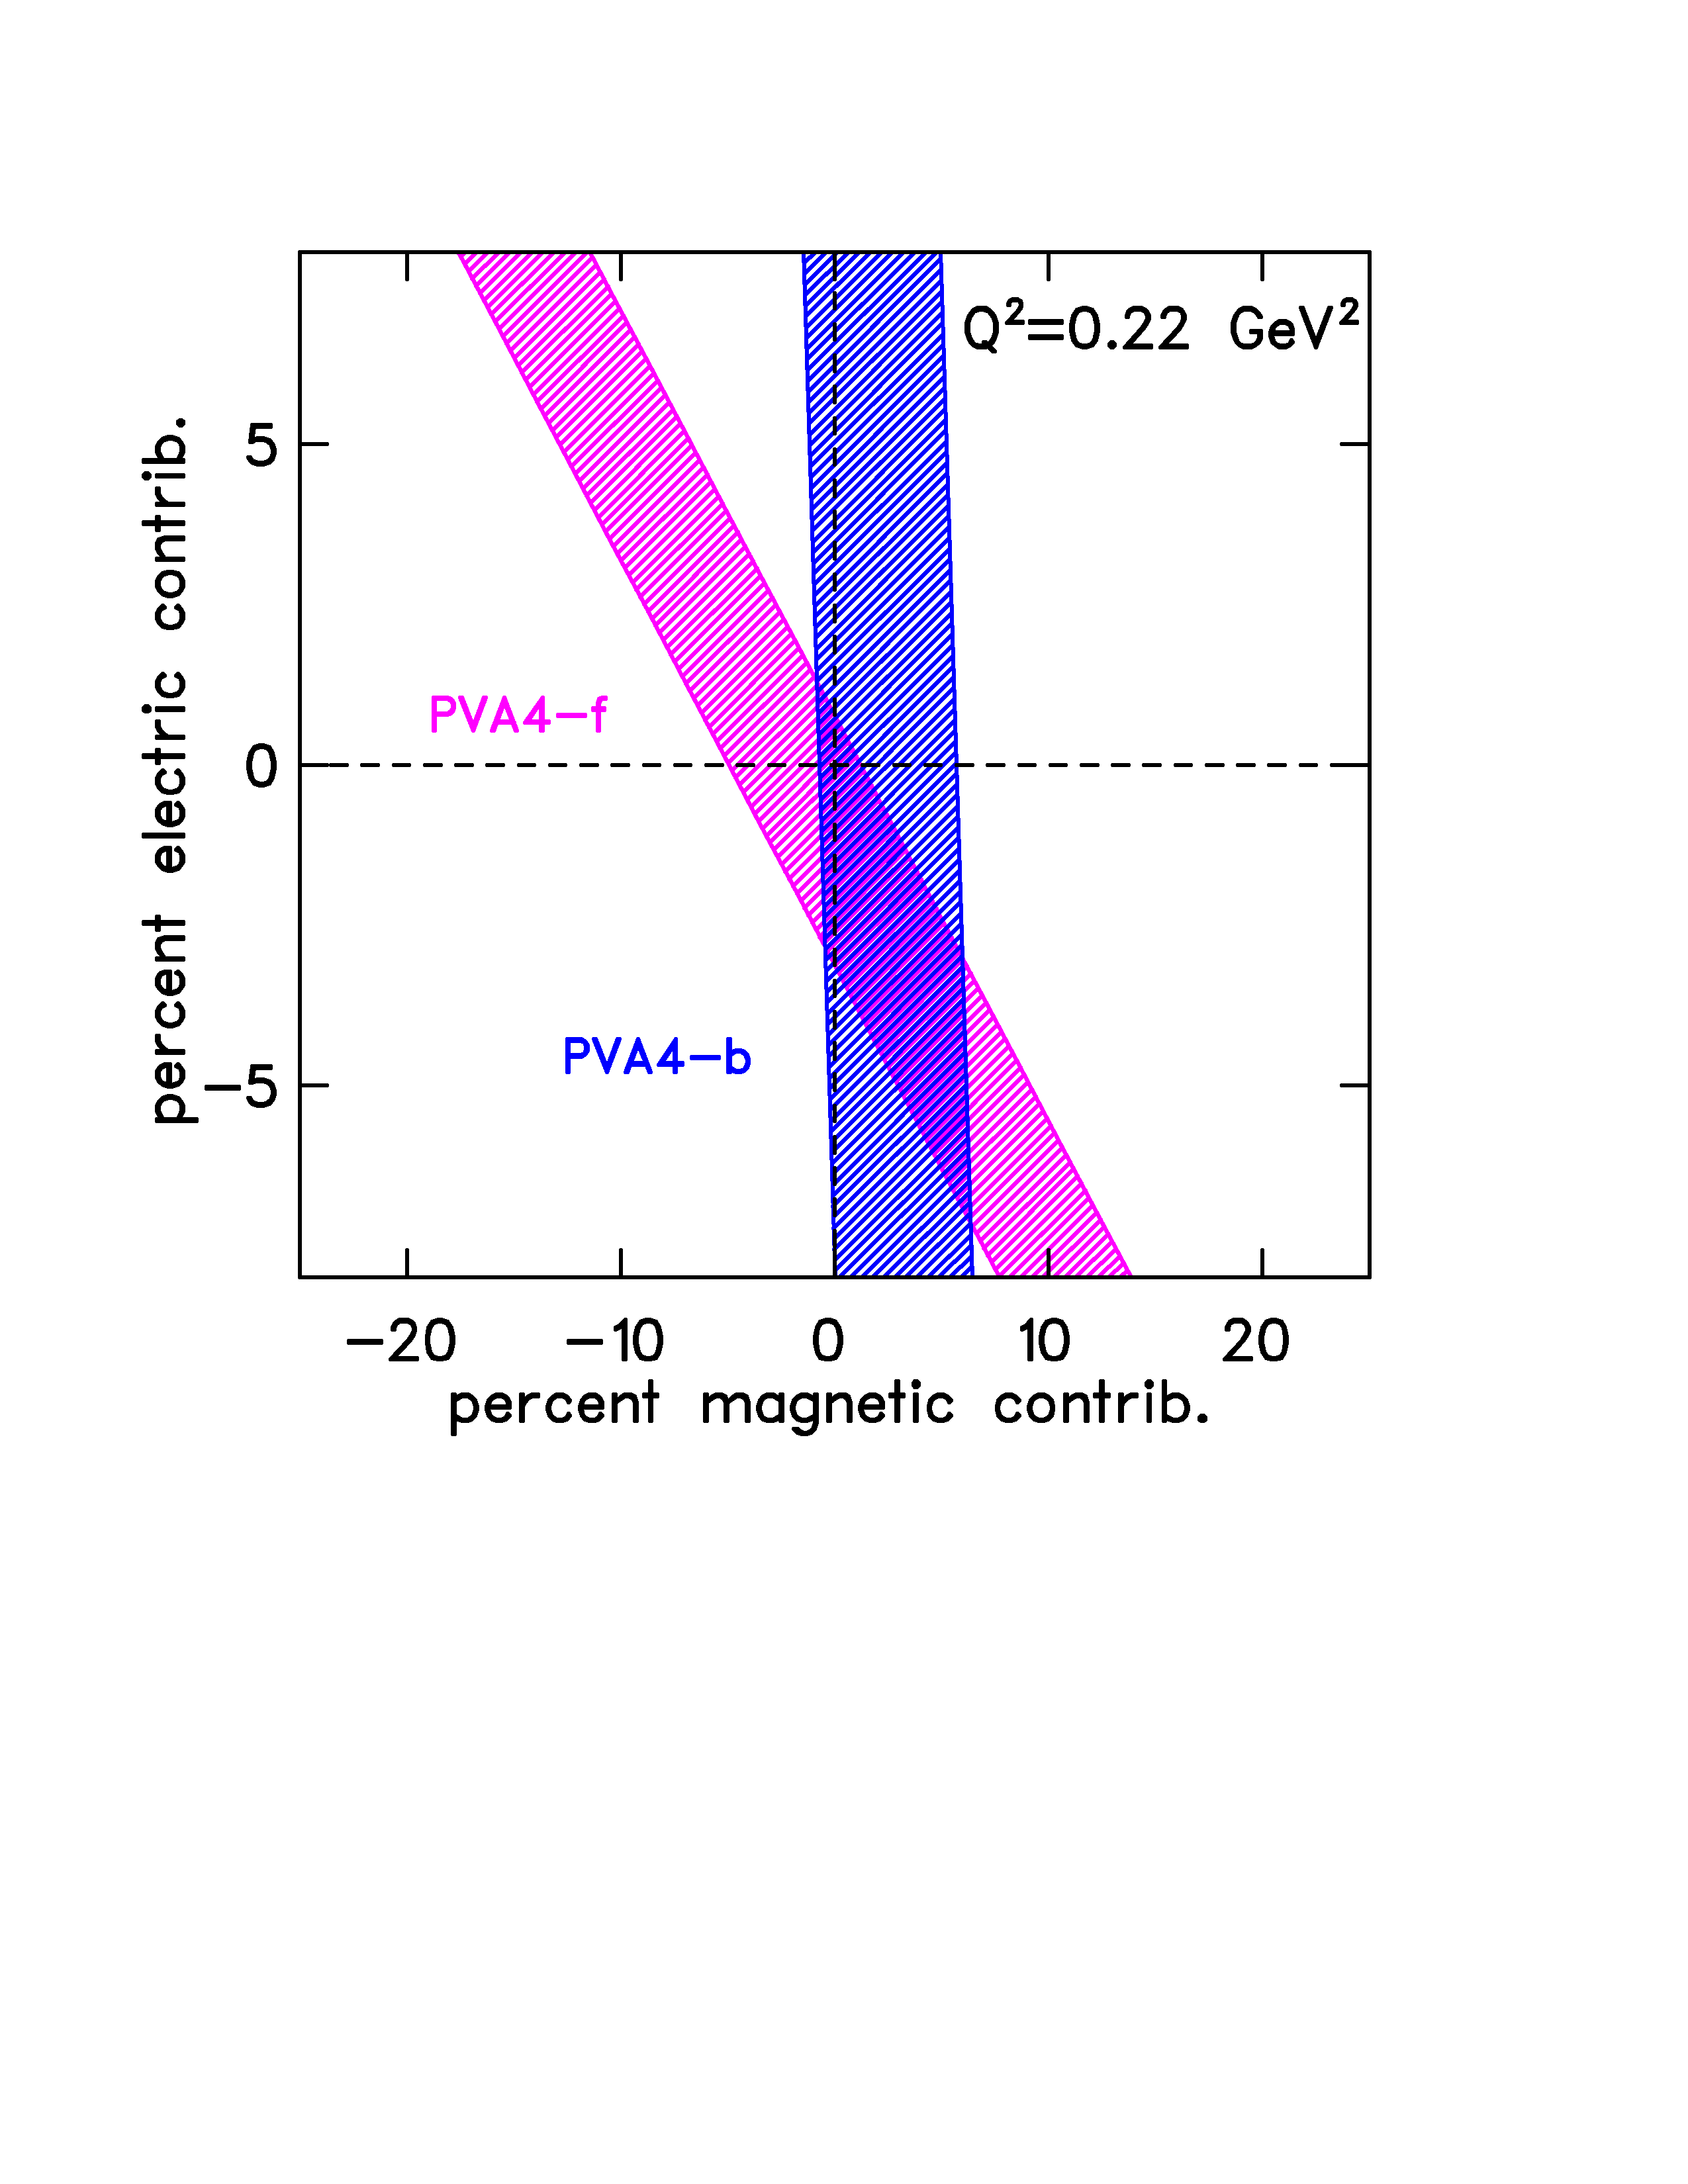 Q²=0.22 GeV²
percent electric contrib.
5
0
−5
PVA4−f
PVA4−b
−20 −10 0 10 20
percent magnetic contrib.